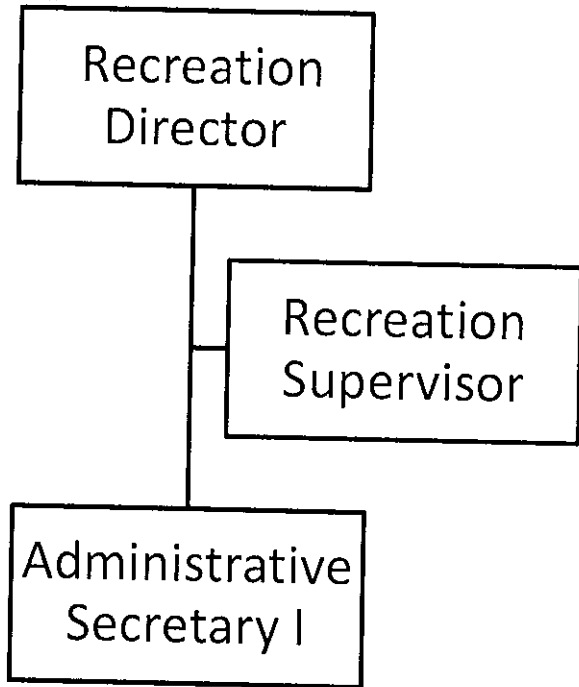 Recreation
Director
Recreation
Supervisor
Administrative
Secretary I